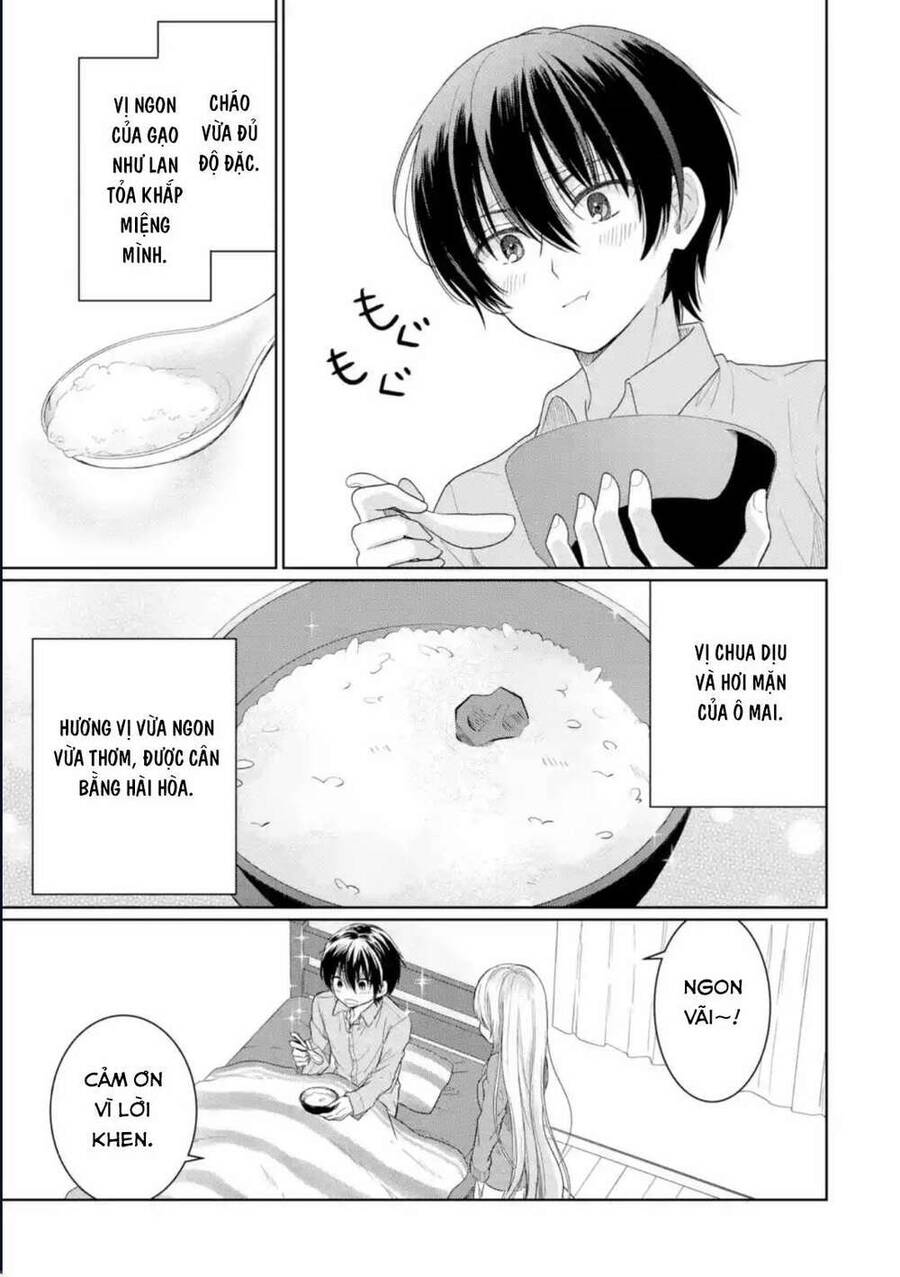 もぐ
もぐ
CHÁO
VỪA ĐỦ
ĐỘ ĐẶC.
VỊ NGON
CỦA GẠO
NHƯ LAN
TỎA KHẮP
MIỆNG
MÌNH.
VỊ CHUA DỊU
VÀ HƠI MẶN
CỦA Ô MAI.
HƯƠNG VỊ VỪA NGON
VỪA THƠM, ĐƯỢC CÂN
BẰNG HÀI HÒA.
NGON
VÃI~!
CẢM ƠN
VÌ LỜI
KHEN.